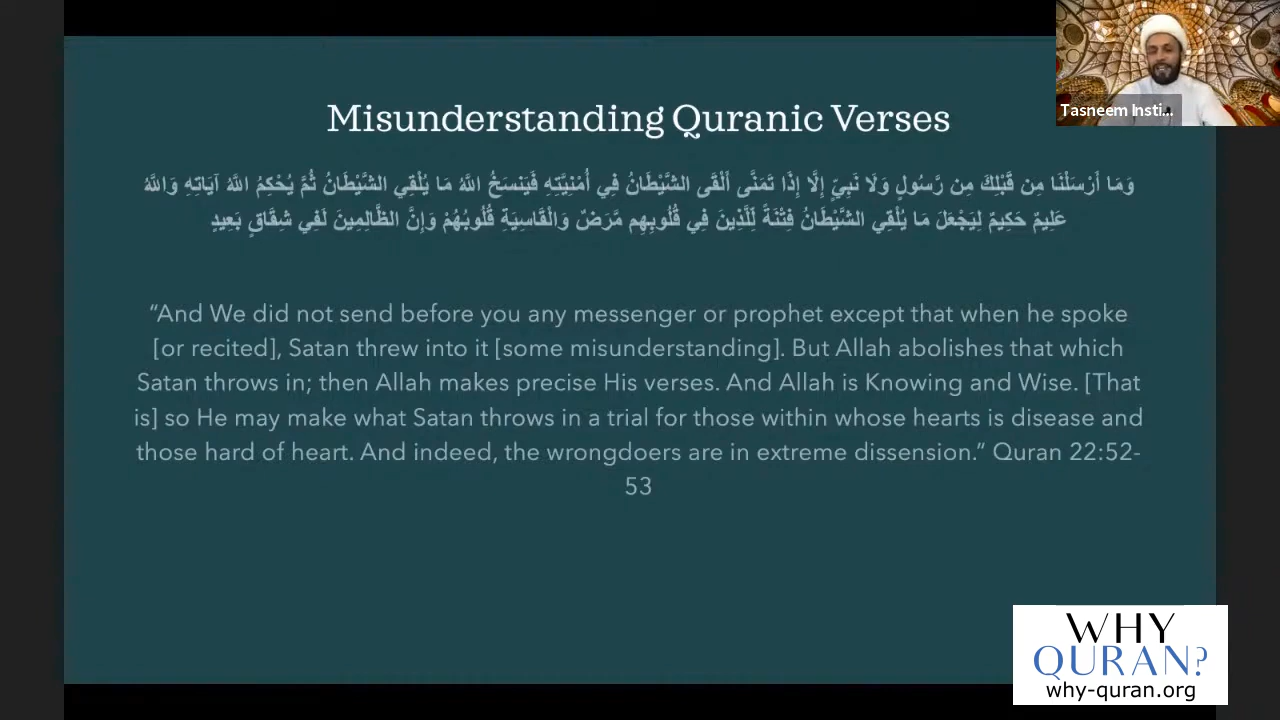 Tasneem Insti...
Misunderstanding Quranic Verses
وَمَا أَرْسَلْنَا مِن قَبْلِكَ مِن رَّسُولٍ وَلَا نَبِيٍّ إِلَّا إِذَا تَمَنَّى أَلْقَى الشَّيْطَانُ فِي أُمْنِيَّتِهِ فَيَنسَخُ اللَّهُ مَا يُلْقِي الشَّيْطَانُ ثُمَّ يُحْكِمُ اللَّهُ آيَاتِهِ وَاللَّهُ
عَلِيمٌ حَكِيمٌ لِيَجْعَلَ مَا يُلْقِي الشَّيْطَانُ فِتْنَةً لِّلَّذِينَ فِي قُلُوبِهِم مَّرَضٌ وَالْقَاسِيَةِ قُلُوبُهُمْ وَإِنَّ الظَّالِمِينَ لَفِي شِقَاقٍ بَعِيدٍ
“And We did not send before you any messenger or prophet except that when he spoke
[or recited], Satan threw into it [some misunderstanding]. But Allah abolishes that which
Satan throws in; then Allah makes precise His verses. And Allah is Knowing and Wise. [That
is] so He may make what Satan throws in a trial for those within whose hearts is disease and
those hard of heart. And indeed, the wrongdoers are in extreme dissension.” Quran 22:52-
53
WHY
QURAN?
why-quran.org